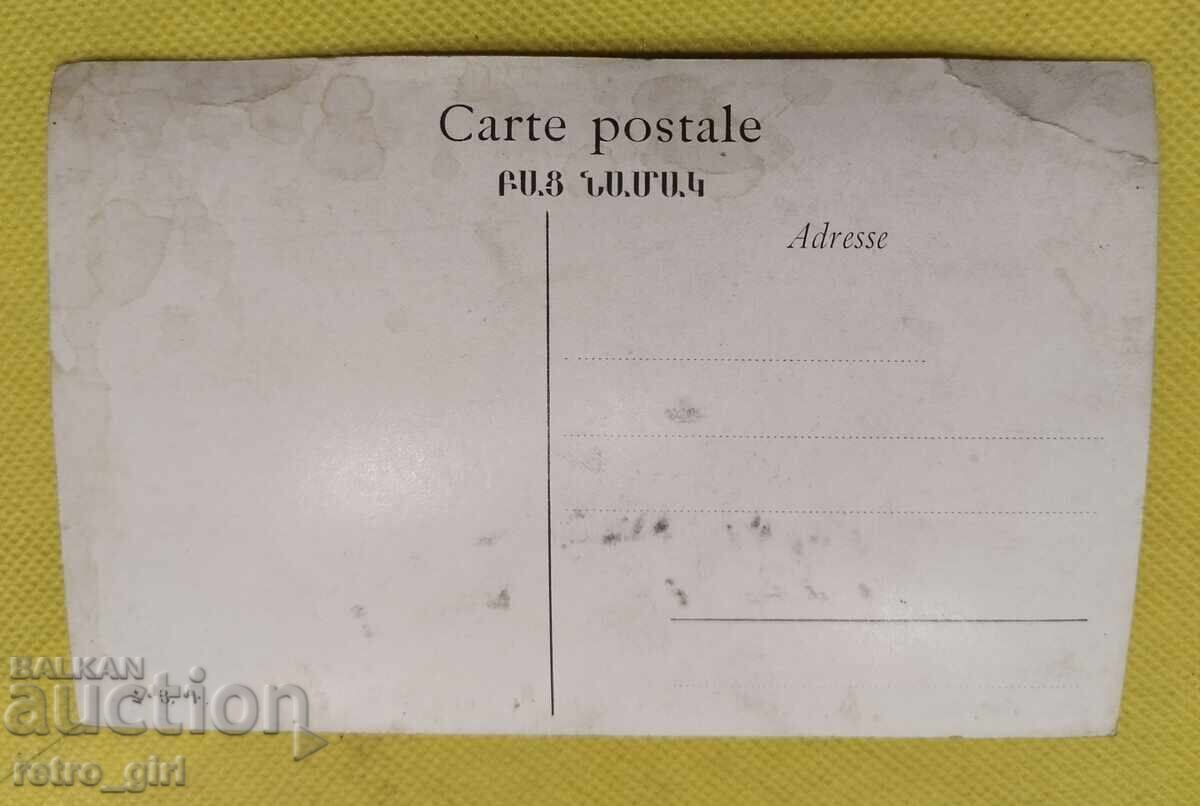 Carte postale
ԲԱՑ ՆԱՄԱԿ
Adresse
BALKAN
auction
retro_girl